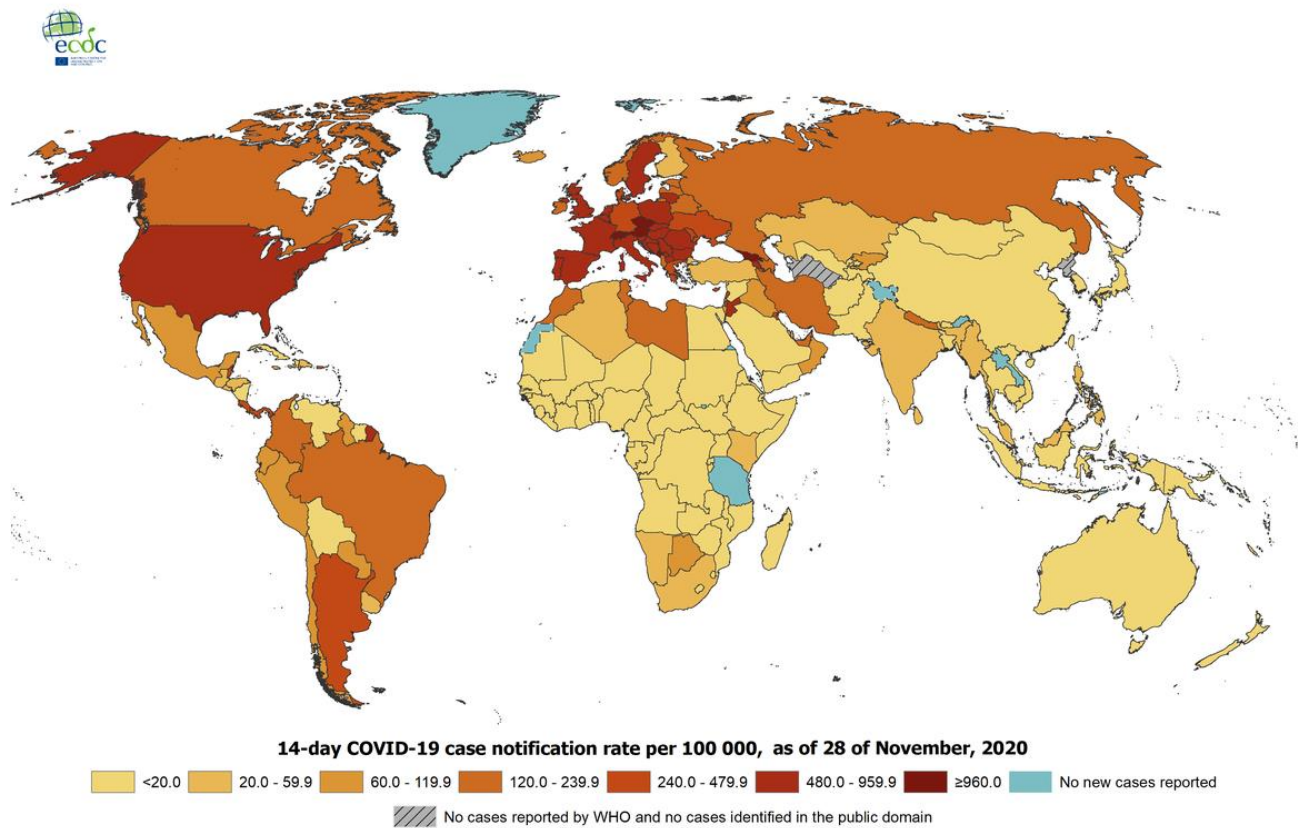 ecdc
14-day COVID-19 case notification rate per 100 000, as of 28 of November, 2020
<20.0 20.0 - 59.9 60.0 - 119.9 120.0 - 239.9 240.0 - 479.9 480.0 - 959.9 ≥960.0 No new cases reported
No cases reported by WHO and no cases identified in the public domain